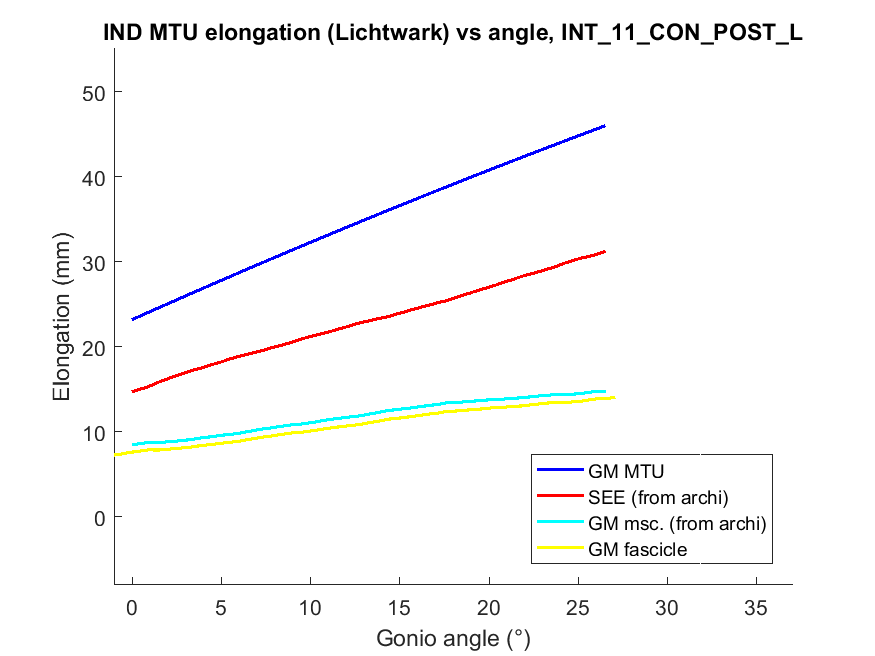 IND MTU elongation (Lichtwark) vs angle, INT_11_CON_POST_L
50
40
30
20
10
0
Elongation (mm)
GM MTU
SEE (from archi)
GM msc. (from archi)
GM fascicle
0 5 10 15 20 25 30 35
Gonio angle (°)